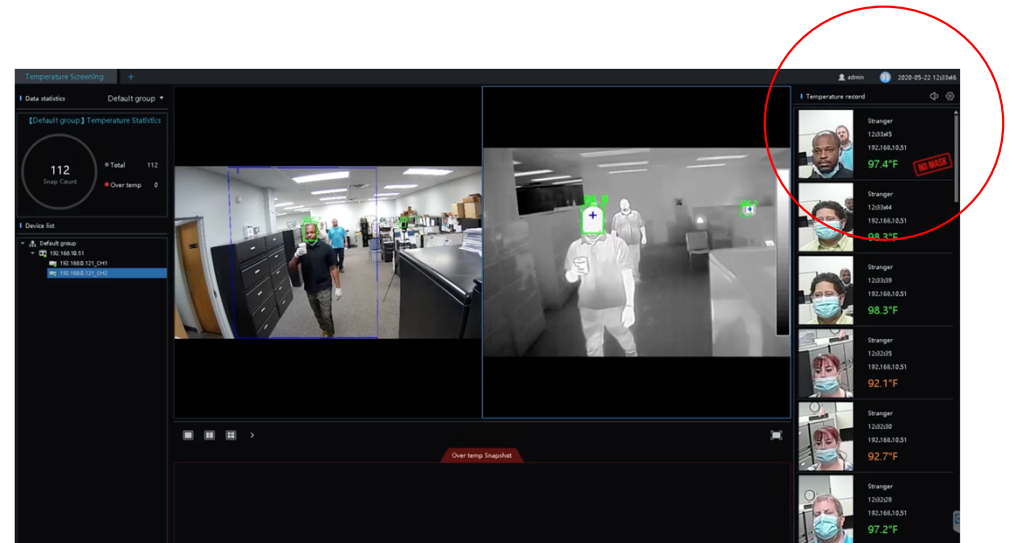 Temperature Screening +
admin 2020-05-22 12:03:46
Data statistics Default group
【Default group】Temperature Statistics
112
Snap Count
Total 112
Over temp 0
Device list
Default group
192.168.10.51
192.168.0.121_CH1
192.168.0.121_CH2
Over temp Snapshot
Temperature record
Stranger
12:03:45
192.168.10.51
97.4°F
NO MASK
Stranger
12:03:44
192.168.10.51
98.3°F
Stranger
12:03:39
192.168.10.51
98.3°F
Stranger
12:02:35
192.168.10.51
92.1°F
Stranger
12:02:30
192.168.10.51
92.7°F
Stranger
12:02:28
192.168.10.51
97.2°F